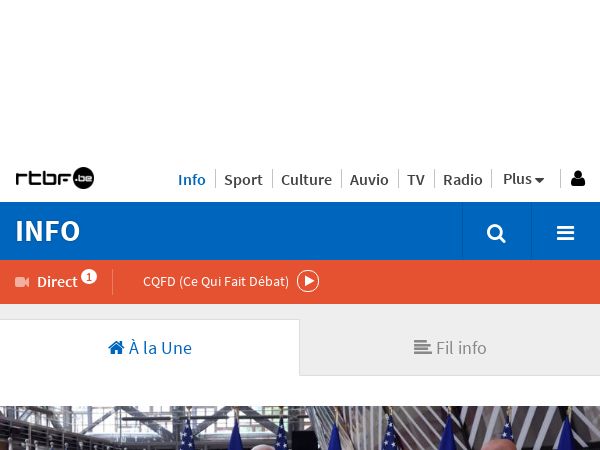 rtbf.be Info Sport Culture Auvio TV Radio Plus
INFO
Direct 1 CQFD (Ce Qui Fait Débat)
À la Une Fil info